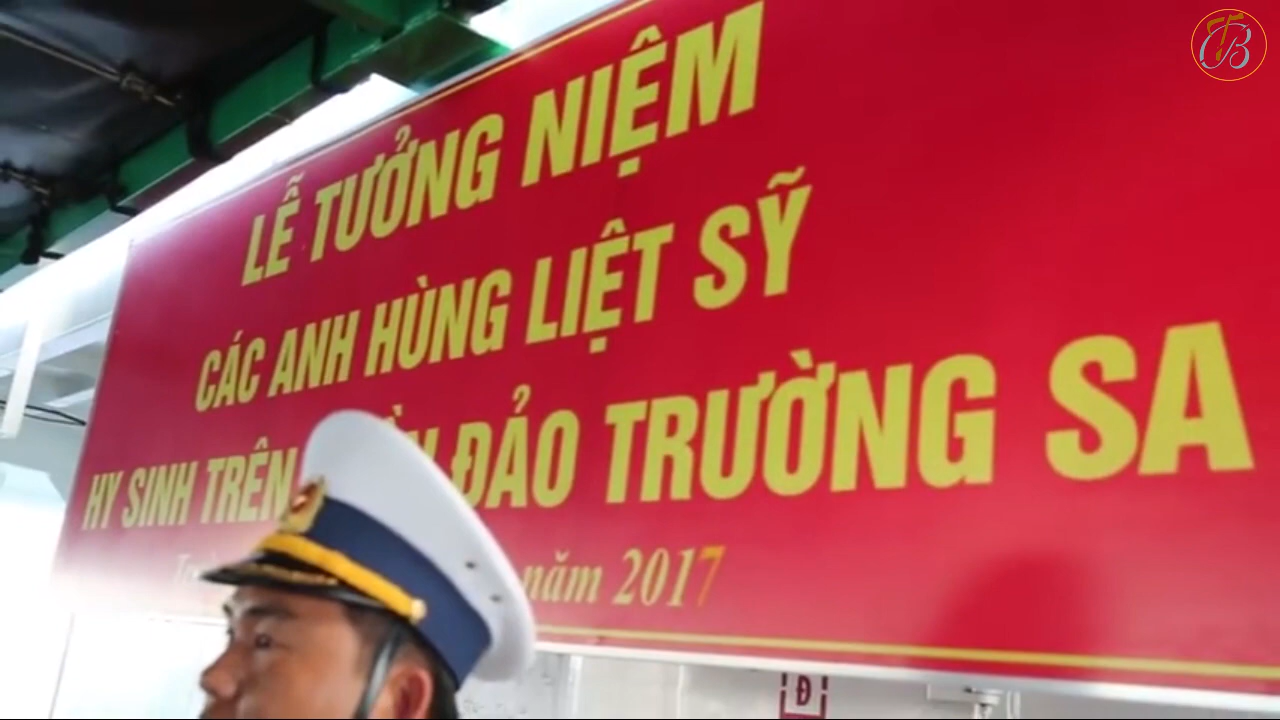 LỄ TƯỞNG NIỆM
CÁC ANH HÙNG LIỆT SỸ
HY SINH TRÊN ĐẢO TRƯỜNG SA
năm 2017
Đ